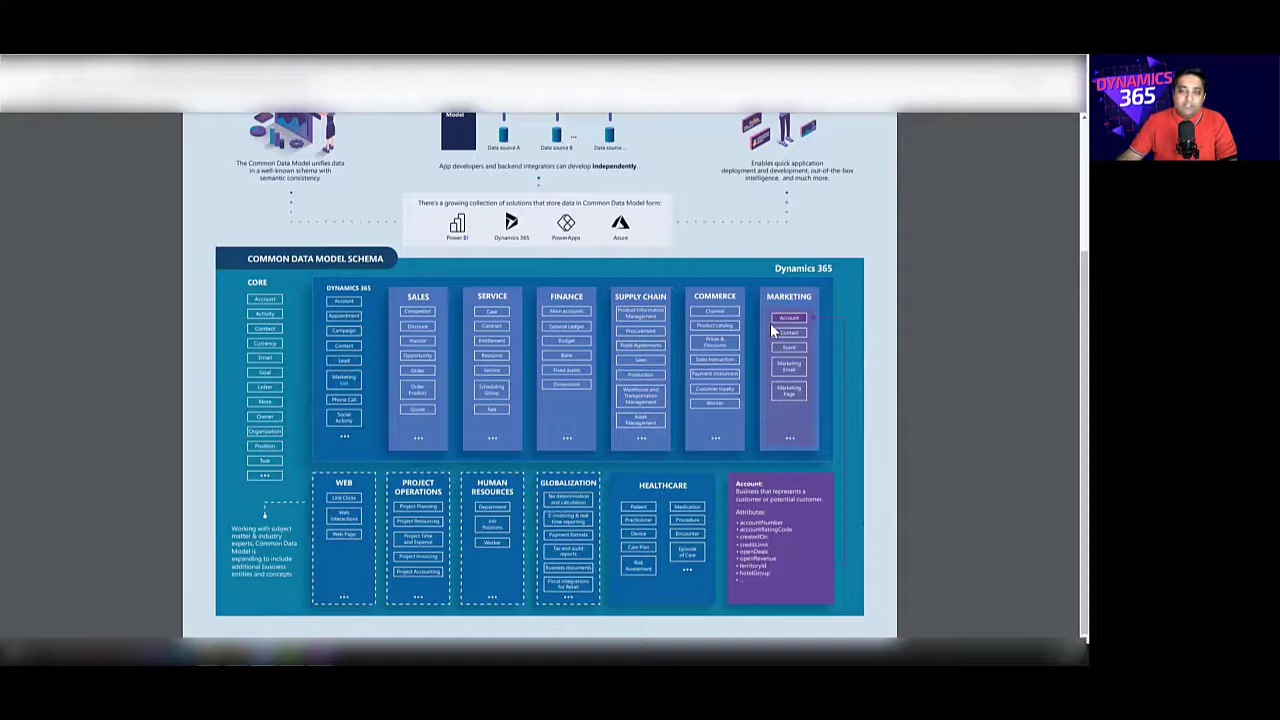 DYNAMICS
365
Model
Data source A
Data source B
...
Data source ...
The Common Data Model unifies data
in a well-known schema with
semantic consistency
App developers and backend integrators can develop independently.
Enables quick application
deployment and development, out-of-the-box
intelligence, and much more.
There's a growing collection of solutions that store data in Common Data Model form:
Power BI
Dynamics 365
PowerApps
Azure
COMMON DATA MODEL SCHEMA
Dynamics 365
CORE
Account
Activity
Contact
Currency
Email
Goal
Letter
Note
Owner
Organization
Position
Task
...
Working with subject
matter & industry
experts, Common Data
Model is
expanding to include
additional business
entities and concepts
DYNAMICS 365
Account
Appointment
Campaign
Contact
Lead
Marketing
List
Phone Call
Social
Activity
...
SALES
Competitor
Discount
Invoice
Opportunity
Order
Order
Product
Quote
...
SERVICE
Case
Contract
Entitlement
Resource
Service
Scheduling
Group
Task
...
FINANCE
Main accounts
General Ledger
Budget
Bank
Fixed assets
Dimensions
...
SUPPLY CHAIN
Product Information
Management
Procurement
Trade Agreements
Sales
Production
Warehouse and
Transportation
Management
Asset
Management
...
COMMERCE
Channel
Product catalog
Prices &
Discounts
Sales transaction
Payment instrument
Customer loyalty
Worker
...
MARKETING
Account
Contact
Event
Marketing
Email
Marketing
Page
...
WEB
Link Clicks
Web
Interactions
Web Page
...
PROJECT
OPERATIONS
Project Planning
Project Resourcing
Project Time
and Expense
Project Invoicing
Project Accounting
...
HUMAN
RESOURCES
Department
Job
Positions
Worker
...
GLOBALIZATION
Tax determination
and calculation
E-invoicing & real
time reporting
Payment formats
Tax and audit
reports
Business documents
Fiscal integrations
for Retail
...
HEALTHCARE
Patient
Practitioner
Device
Care Plan
Risk
Assessment
Medication
Procedure
Encounter
Episode
of Care
...
Account:
Business that represents a
customer or potential customer.
Attributes:
• accountNumber
• accountRatingCode
• createdOn
• creditLimit
• openDeals
• openRevenue
• territoryId
• hotelGroup
• ...